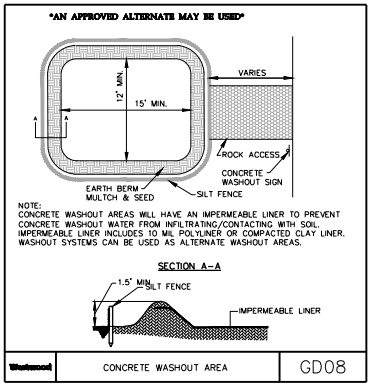 *AN APPROVED ALTERNATE MAY BE USED*
VARIES
12' MIN.
15' MIN.
A
A
ROCK ACCESS
CONCRETE
WASHOUT SIGN
EARTH BERM
MULTCH & SEED
SILT FENCE
NOTE:
CONCRETE WASHOUT AREAS WILL HAVE AN IMPERMEABLE LINER TO PREVENT
CONCRETE WASHOUT WATER FROM INFILTRATING/CONTACTING WITH SOIL.
IMPERMEABLE LINER INCLUDES 10 MIL POLYLINER OR COMPACTED CLAY LINER.
WASHOUT SYSTEMS CAN BE USED AS ALTERNATE WASHOUT AREAS.
SECTION A-A
1.5' MIN.
SILT FENCE
IMPERMEABLE LINER
Westwood
CONCRETE WASHOUT AREA
GD08